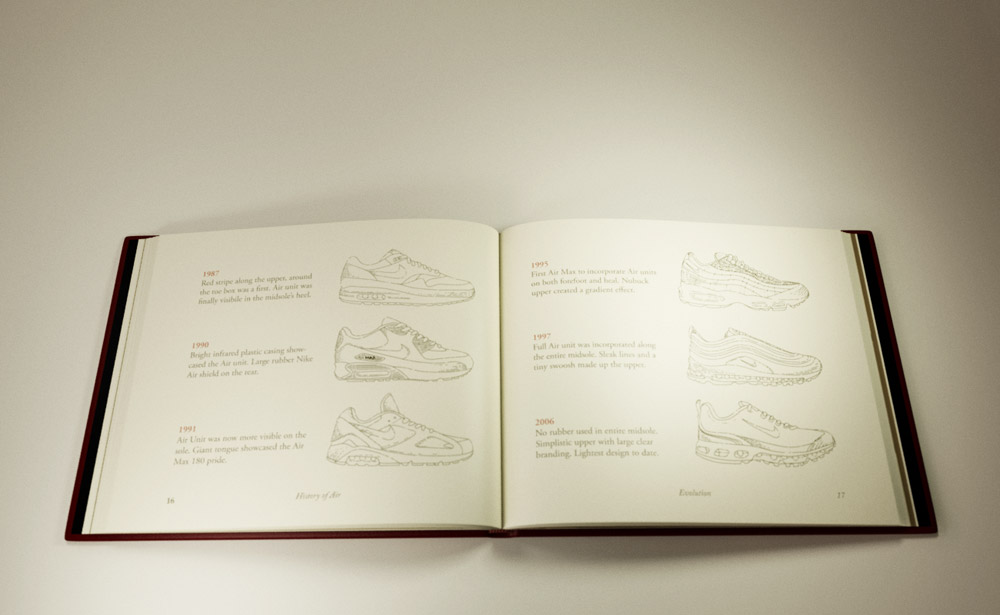 1987
Red stripe along the upper, around
the toe box was a first. Air unit was
finally visibile in the midsole's heel.
1990
Bright infrared plastic casing show-
cased the Air unit. Large rubber Nike
Air shield on the rear.
1991
Air Unit was now more visible on the
sole. Giant tongue showcased the Air
Max 180 pride.
16
History of Air
1995
First Air Max to incorporate Air units
on both forefoot and heal. Nubuck
upper created a gradient effect.
1997
Full Air unit was incorporated along
the entire midsole. Sleak lines and a
tiny swoosh made up the upper.
2006
No rubber used in entire midsole.
Simplistic upper with large clear
branding. Lightest design to date.
Evolution
17